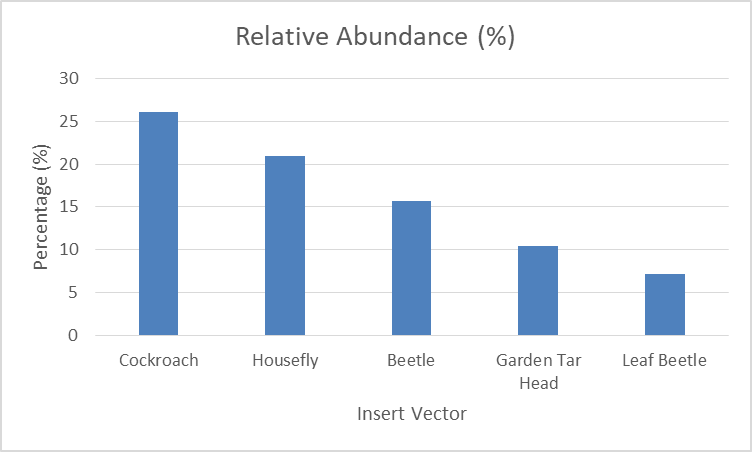 Relative Abundance (%)
Percentage (%)
30
25
20
15
10
5
0
Cockroach
Housefly
Beetle
Garden Tar
Head
Leaf Beetle
Insert Vector